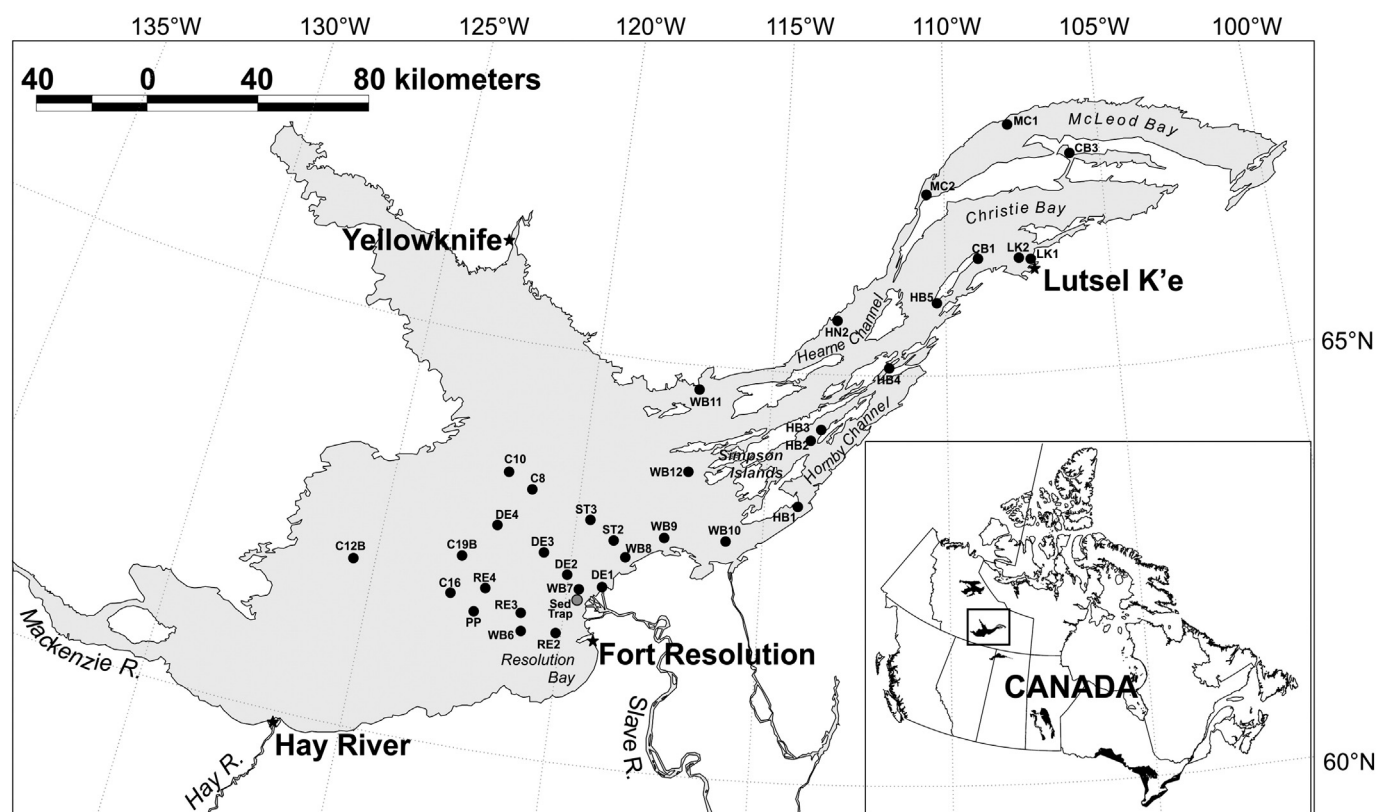 135°W 130°W 125°W 120°W 115°W 110°W 105°W 100°W
40 0 40 80 kilometers
MC1
McLeod Bay
CB3
MC2
Christie Bay
Yellowknife
CB1
LK2
LK1
Lutsel K'e
HB5
HN2
Hearne Channel
65°N
HB4
WB11
HB3
HB2
Hornby Channel
Simpson
Islands
C10
WB12
C8
HB1
DE4
ST3
ST2
WB9
WB10
C12B
C19B
DE3
WB8
DE2
DE1
C16
RE4
WB7
Sed
Trap
RE3
PP
WB6
RE2
Resolution
Bay
Fort Resolution
Mackenzie R.
Slave R.
Hay River
Hay R.
CANADA
60°N